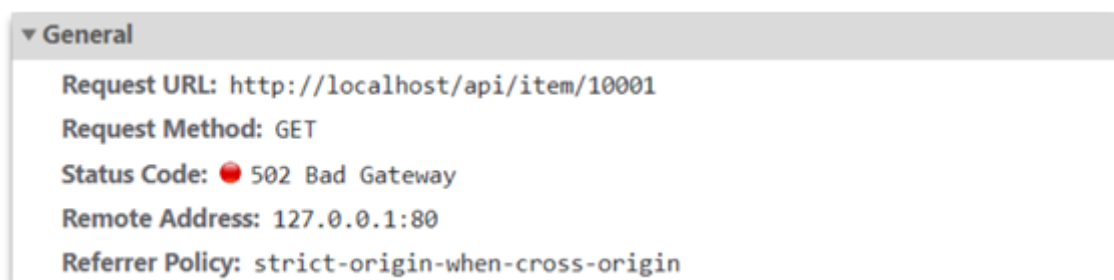 General
Request URL: http://localhost/api/item/10001
Request Method: GET
Status Code: 502 Bad Gateway
Remote Address: 127.0.0.1:80
Referrer Policy: strict-origin-when-cross-origin